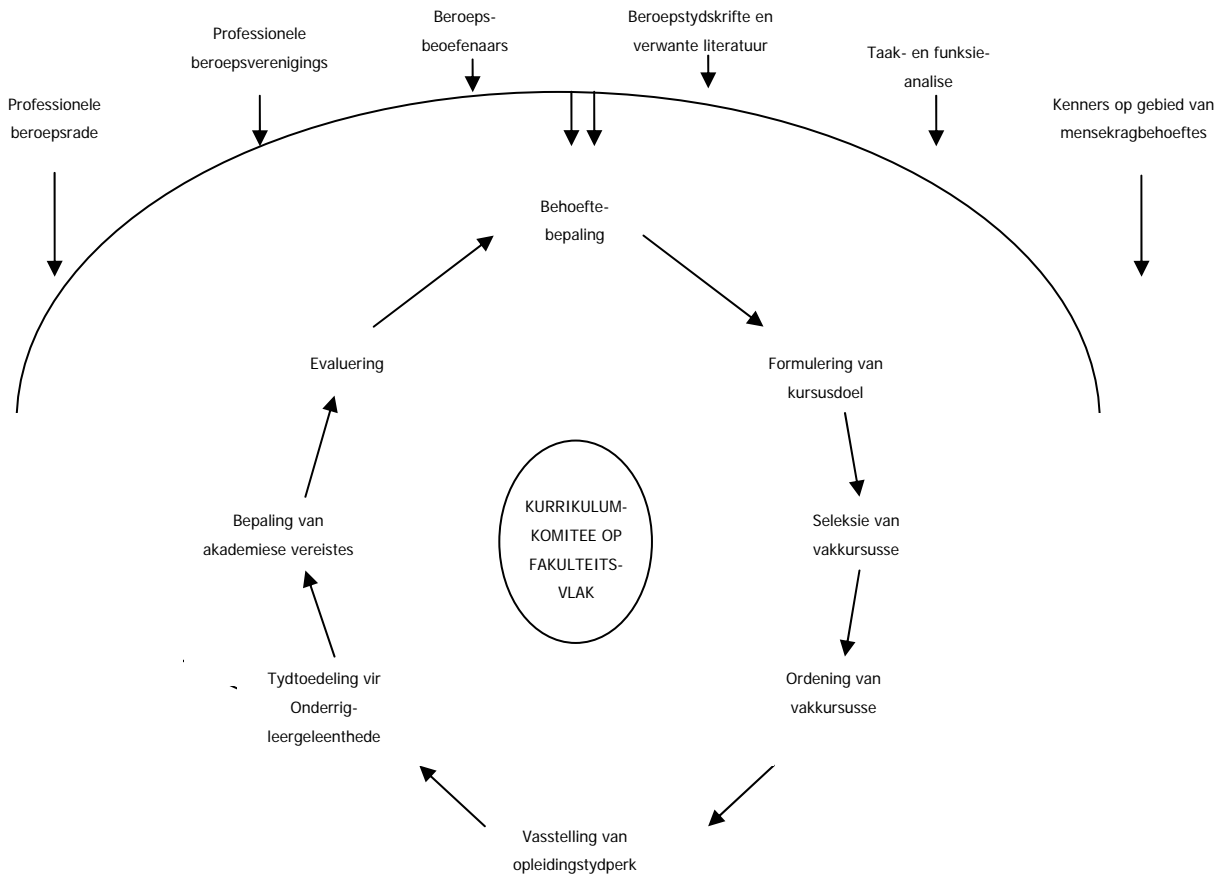 Professionele
beroepsrade
Professionele
beroepsverenigings
Beroeps-
beoefenaars
Beroepstydskrifte en
verwante literatuur
Taak- en funksie-
analise
Kenners op gebied van
mensekragbehoeftes
Behoefte-
bepaling
Formulering van
kursusdoel
Seleksie van
vakkursusse
Ordening van
vakkursusse
Vasstelling van
opleidingstydperk
Tydtoedeling vir
Onderrig-
leergeleenthede
Bepaling van
akademiese vereistes
Evaluering
KURRIKULUM-
KOMITEE OP
FAKULTEITS-
VLAK